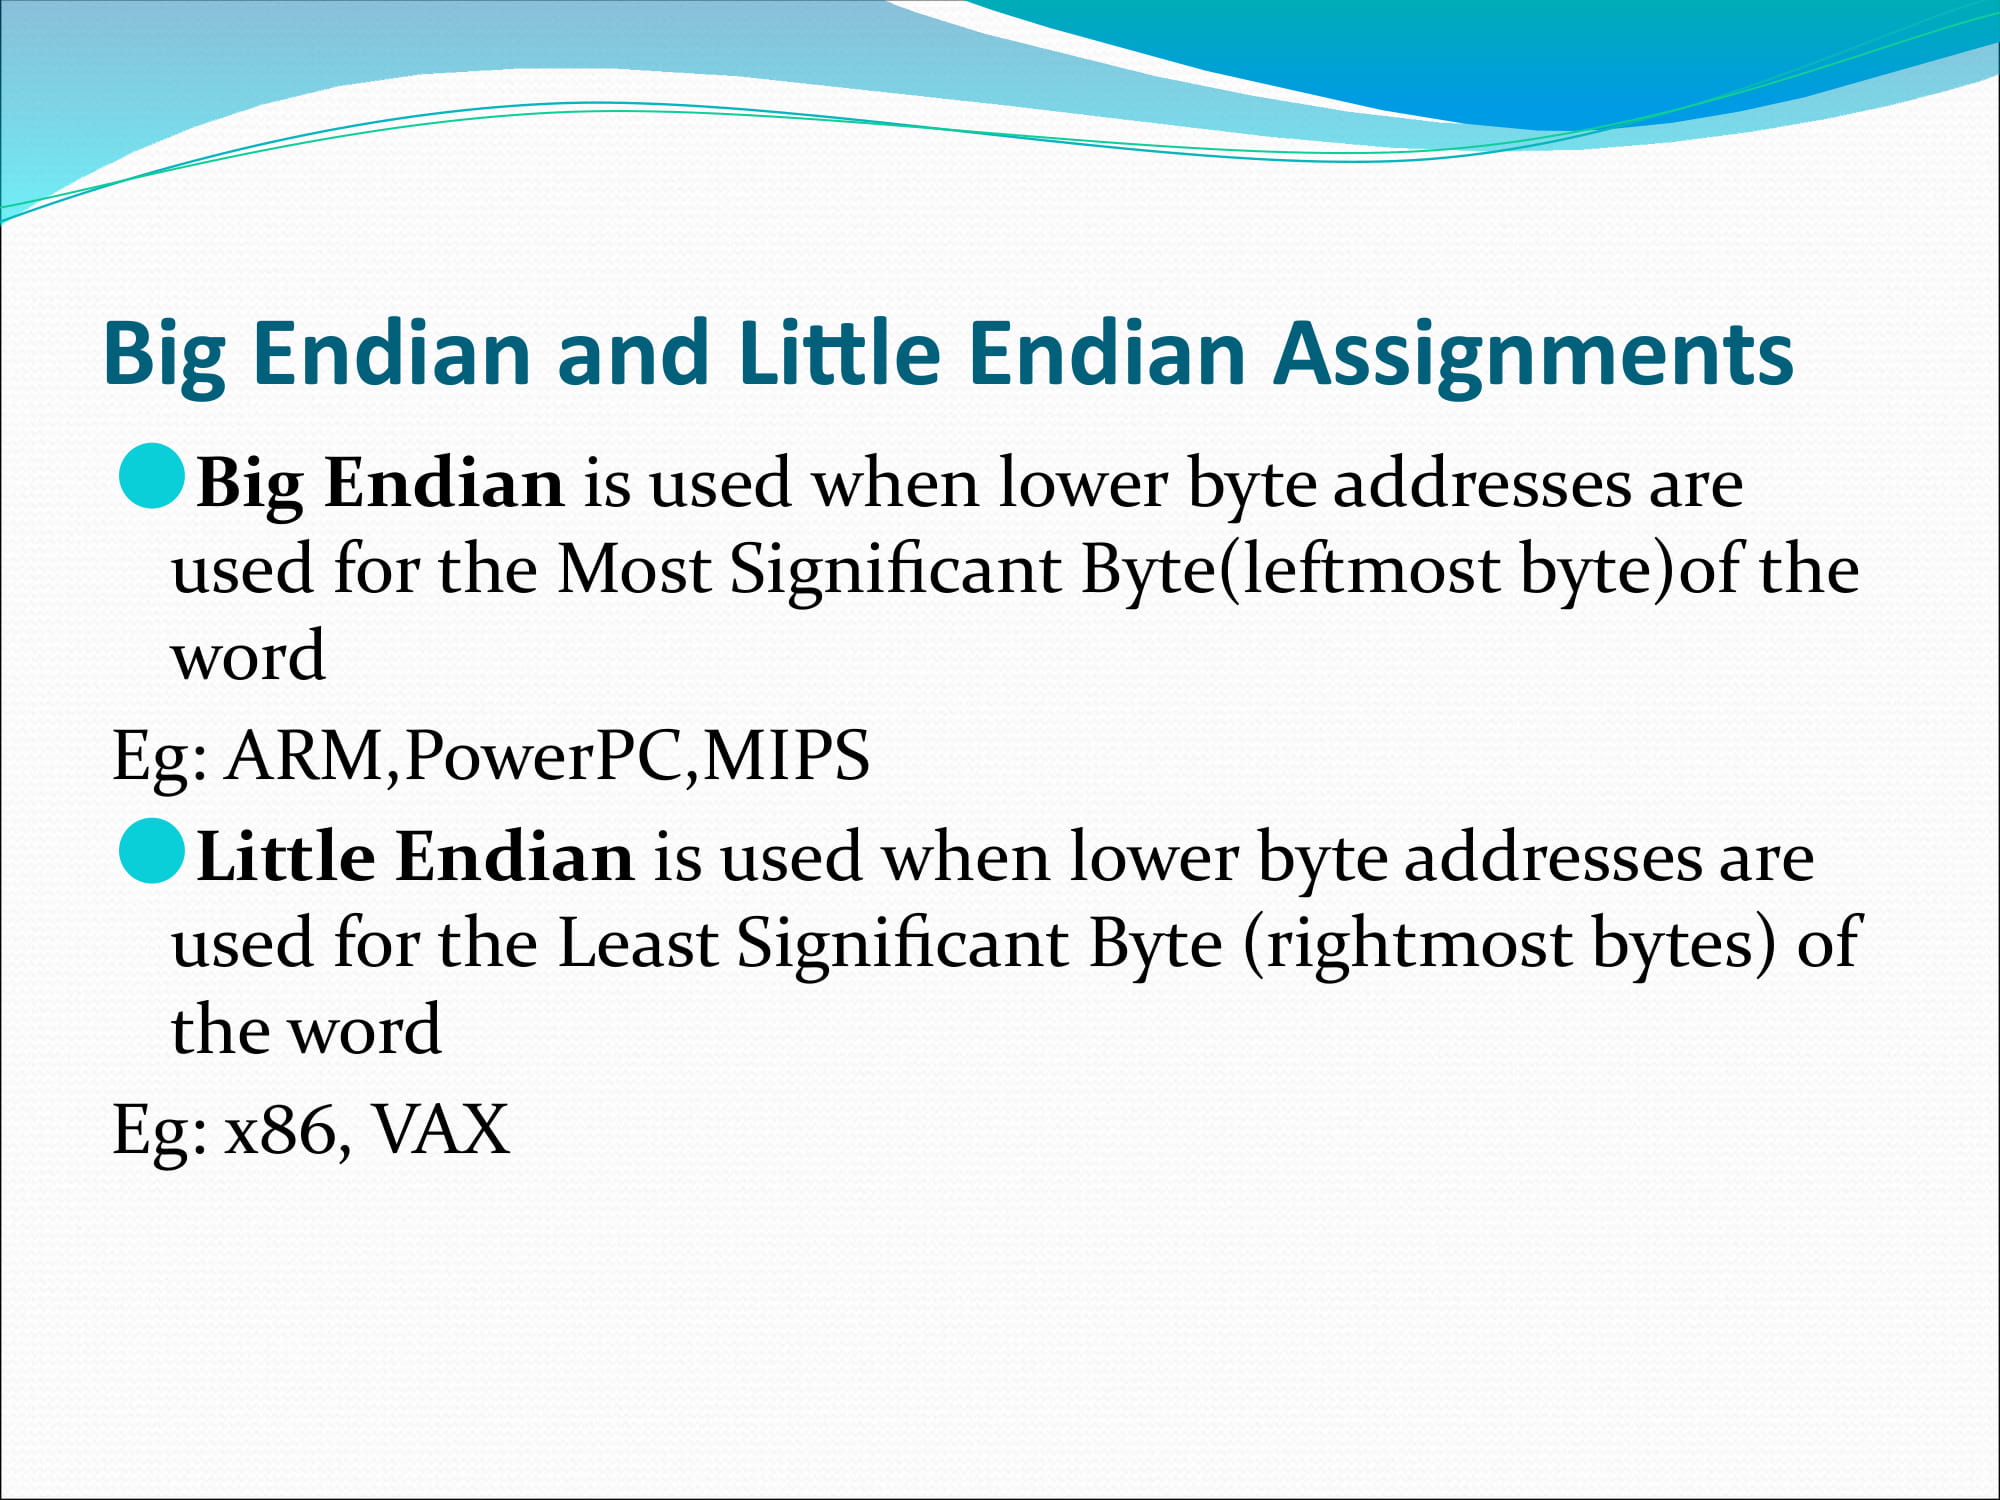 Big Endian and Little Endian Assignments
Big Endian is used when lower byte addresses are
used for the Most Significant Byte(leftmost byte)of the
word
Eg: ARM,PowerPC,MIPS
Little Endian is used when lower byte addresses are
used for the Least Significant Byte (rightmost bytes) of
the word
Eg: x86, VAX